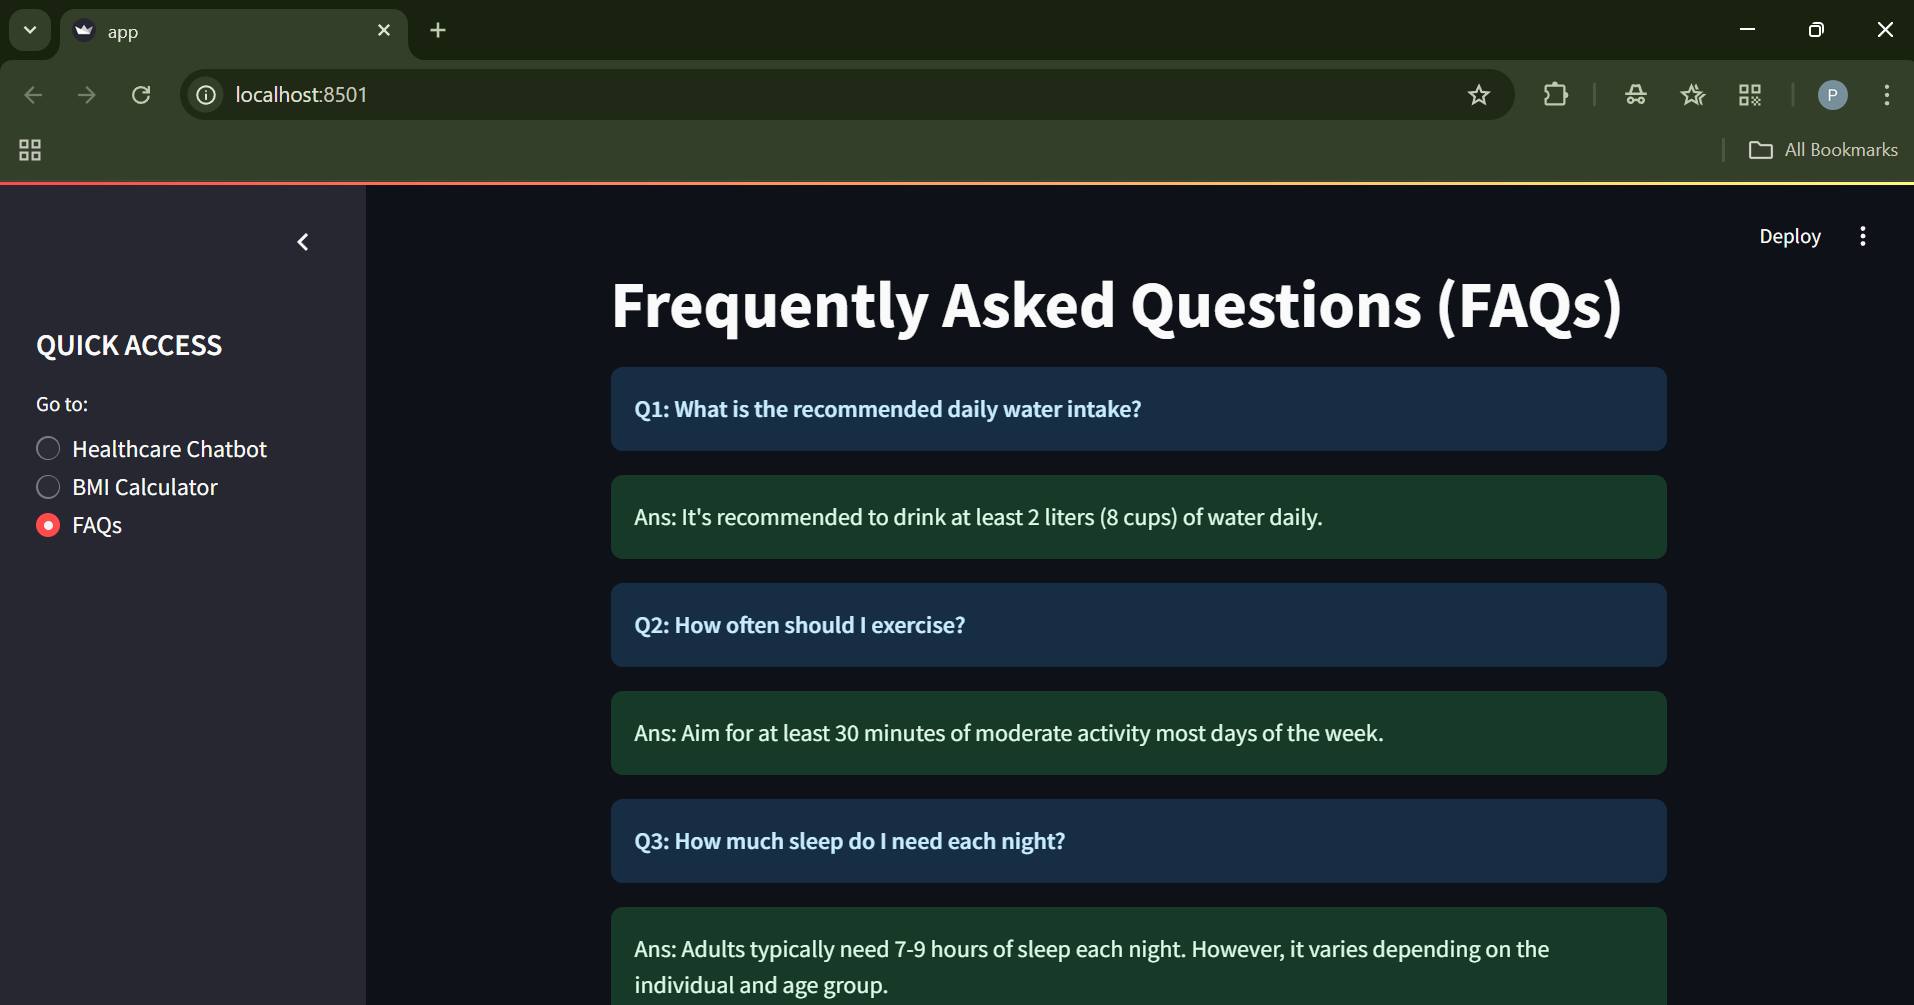 app
localhost:8501
P
All Bookmarks
Deploy
QUICK ACCESS
Go to:
Healthcare Chatbot
BMI Calculator
FAQs
Frequently Asked Questions (FAQs)
Q1: What is the recommended daily water intake?
Ans: It's recommended to drink at least 2 liters (8 cups) of water daily.
Q2: How often should I exercise?
Ans: Aim for at least 30 minutes of moderate activity most days of the week.
Q3: How much sleep do I need each night?
Ans: Adults typically need 7-9 hours of sleep each night. However, it varies depending on the
individual and age group.